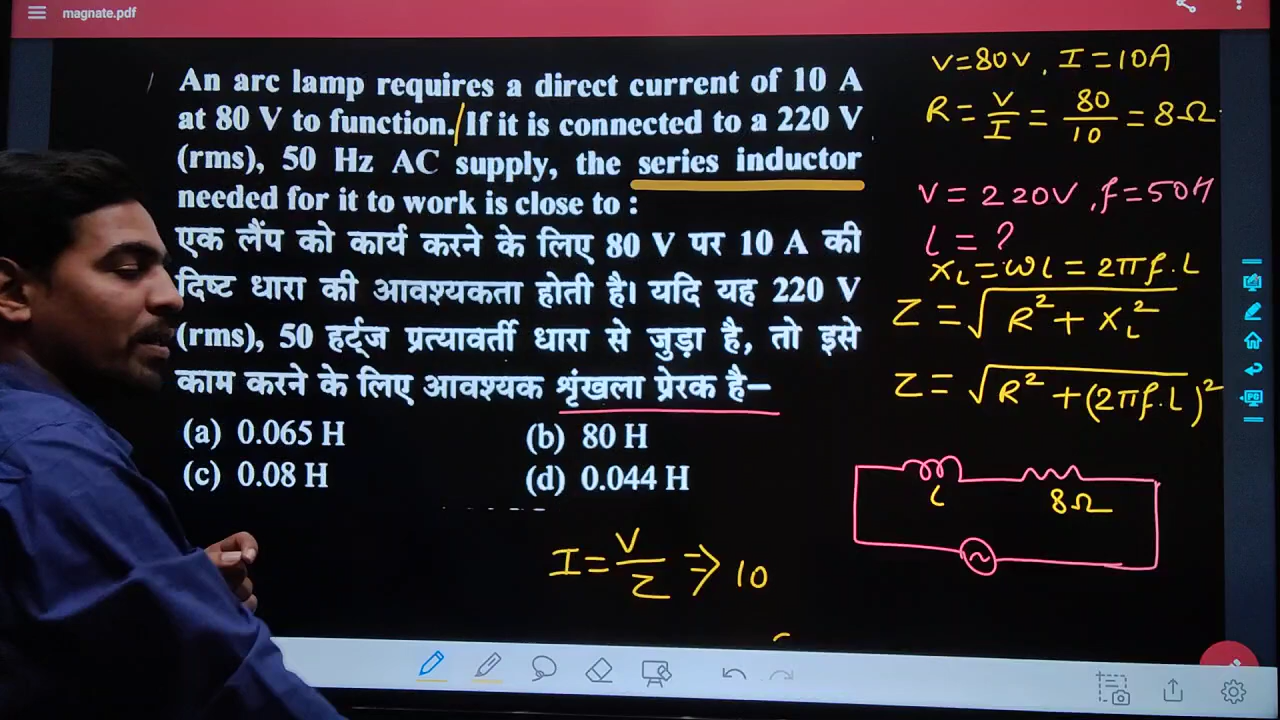 magnate.pdf
An arc lamp requires a direct current of 10 A
at 80 V to function. If it is connected to a 220 V
(rms), 50 Hz AC supply, the series inductor
needed for it to work is close to :
एक लैंप को कार्य करने के लिए 80 V पर 10 A की
दिष्ट धारा की आवश्यकता होती है। यदि यह 220 V
(rms), 50 हर्ट्ज प्रत्यावर्ती धारा से जुड़ा है, तो इसे
काम करने के लिए आवश्यक शृंखला प्रेरक है–
(a) 0.065 H (b) 80 H
(c) 0.08 H (d) 0.044 H
I = V/Z ⇒ 10
V=80V, I=10A
R = V/I = 80/10 = 8Ω
V = 220V, f=50H
L = ?
XL = ωL = 2πf.L
Z = √R² + XL²
Z = √R² + (2πf.L)²
L 8Ω